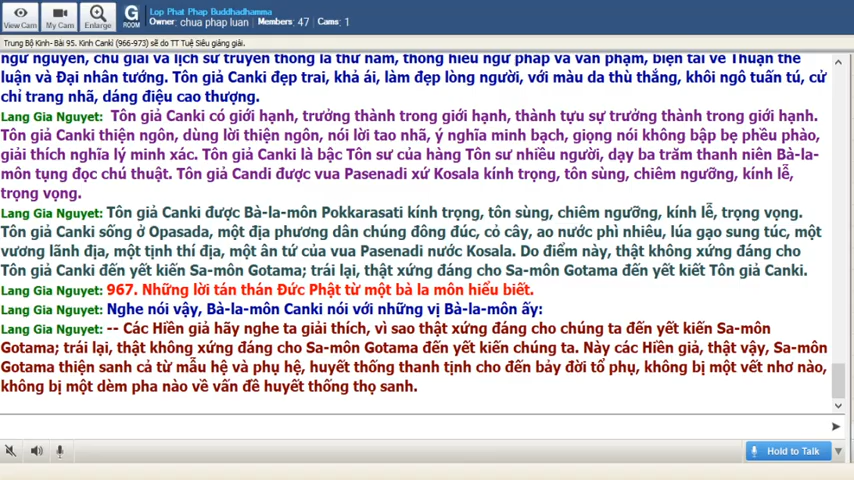 View Cam
My Cam
Enlarge
G
ROOM
Lop Phat Phap Buddhadhamma
Owner: chua phap luan Members: 47 Cams: 1
Trung Bộ Kinh- Bài 95. Kinh Canki (966-973) sẽ do TT Tuệ Siêu giảng giải.
ngữ nguyên, chú giải và lịch sử truyền thống là thứ năm, thông hiểu ngữ pháp và văn phạm, biện tài về Thuận thế
luận và Đại nhân tướng. Tôn giả Canki đẹp trai, khả ái, làm đẹp lòng người, với màu da thù thắng, khôi ngô tuấn tú, cử
chỉ trang nhã, dáng điệu cao thượng.
Lang Gia Nguyet: Tôn giả Canki có giới hạnh, trưởng thành trong giới hạnh, thành tựu sự trưởng thành trong giới hạnh.
Tôn giả Canki thiện ngôn, dùng lời thiện ngôn, nói lời tao nhã, ý nghĩa minh bạch, giọng nói không bập bẹ phều phào,
giải thích nghĩa lý minh xác. Tôn giả Canki là bậc Tôn sư của hàng Tôn sư nhiều người, dạy ba trăm thanh niên Bà-la-
môn tụng đọc chú thuật. Tôn giả Candi được vua Pasenadi xứ Kosala kính trọng, tôn sùng, chiêm ngưỡng, kính lễ,
trọng vọng.
Lang Gia Nguyet: Tôn giả Canki được Bà-la-môn Pokkarasati kính trọng, tôn sùng, chiêm ngưỡng, kính lễ, trọng vọng.
Tôn giả Canki sống ở Opasada, một địa phương dân chúng đông đúc, cỏ cây, ao nước phì nhiêu, lúa gạo sung túc, một
vương lãnh địa, một tịnh thí địa, một ân tứ của vua Pasenadi nước Kosala. Do điểm này, thật không xứng đáng cho
Tôn giả Canki đến yết kiến Sa-môn Gotama; trái lại, thật xứng đáng cho Sa-môn Gotama đến yết kiết Tôn giả Canki.
Lang Gia Nguyet: 967. Những lời tán thán Đức Phật từ một bà la môn hiểu biết.
Lang Gia Nguyet: Nghe nói vậy, Bà-la-môn Canki nói với những vị Bà-la-môn ấy:
Lang Gia Nguyet: -- Các Hiền giả hãy nghe ta giải thích, vì sao thật xứng đáng cho chúng ta đến yết kiến Sa-môn
Gotama; trái lại, thật không xứng đáng cho Sa-môn Gotama đến yết kiến chúng ta. Này các Hiền giả, thật vậy, Sa-môn
Gotama thiện sanh cả từ mẫu hệ và phụ hệ, huyết thống thanh tịnh cho đến bảy đời tổ phụ, không bị một vết nhơ nào,
không bị một dèm pha nào về vấn đề huyết thống thọ sanh.
Hold to Talk